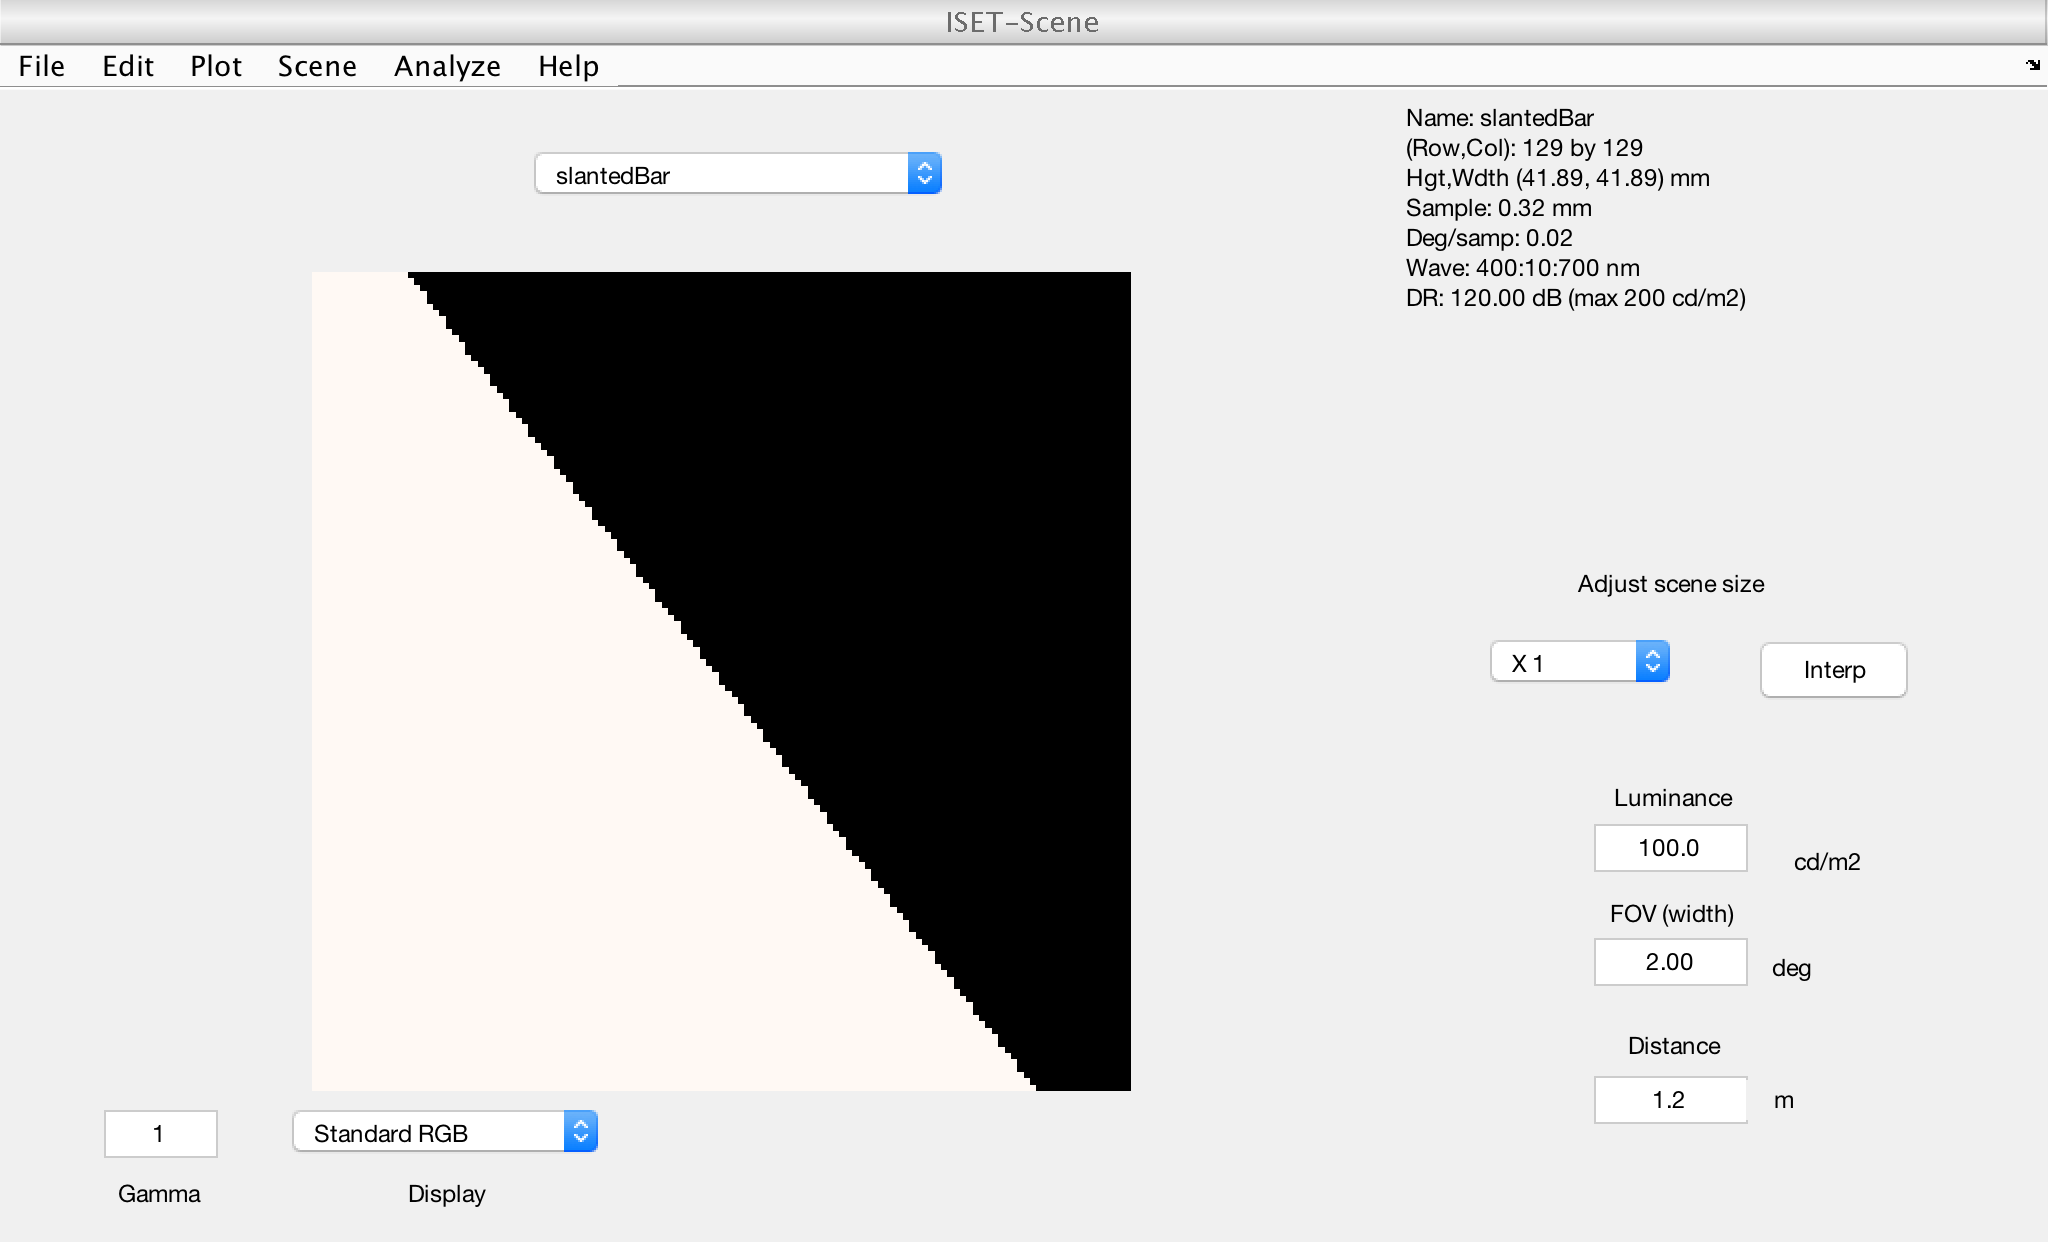 ISET-Scene
File Edit Plot Scene Analyze Help
slantedBar
Name: slantedBar
(Row,Col): 129 by 129
Hgt,Wdth (41.89, 41.89) mm
Sample: 0.32 mm
Deg/samp: 0.02
Wave: 400:10:700 nm
DR: 120.00 dB (max 200 cd/m2)
Adjust scene size
X 1
Interp
Luminance
100.0 cd/m2
FOV (width)
2.00 deg
Distance
1.2 m
1
Gamma
Standard RGB
Display